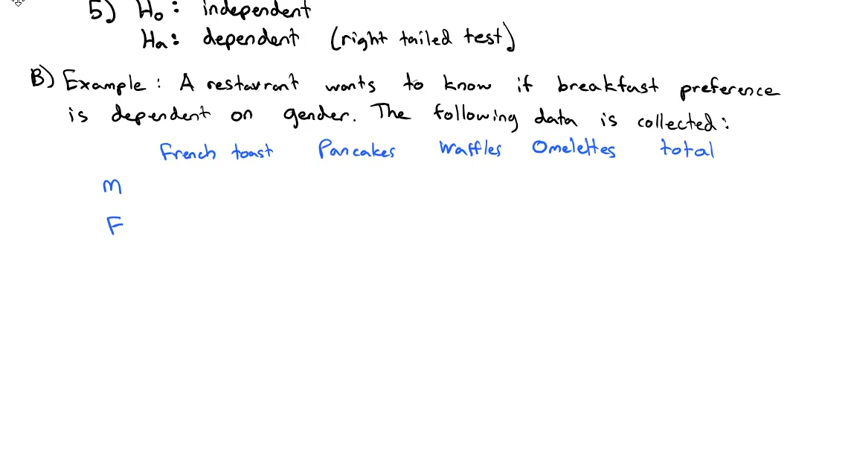 5) Ho: independent
Ha: dependent (right tailed test)
B) Example: A restaurant wants to know if breakfast preference
is dependent on gender. The following data is collected:
French toast Pancakes Waffles Omelettes total
M
F